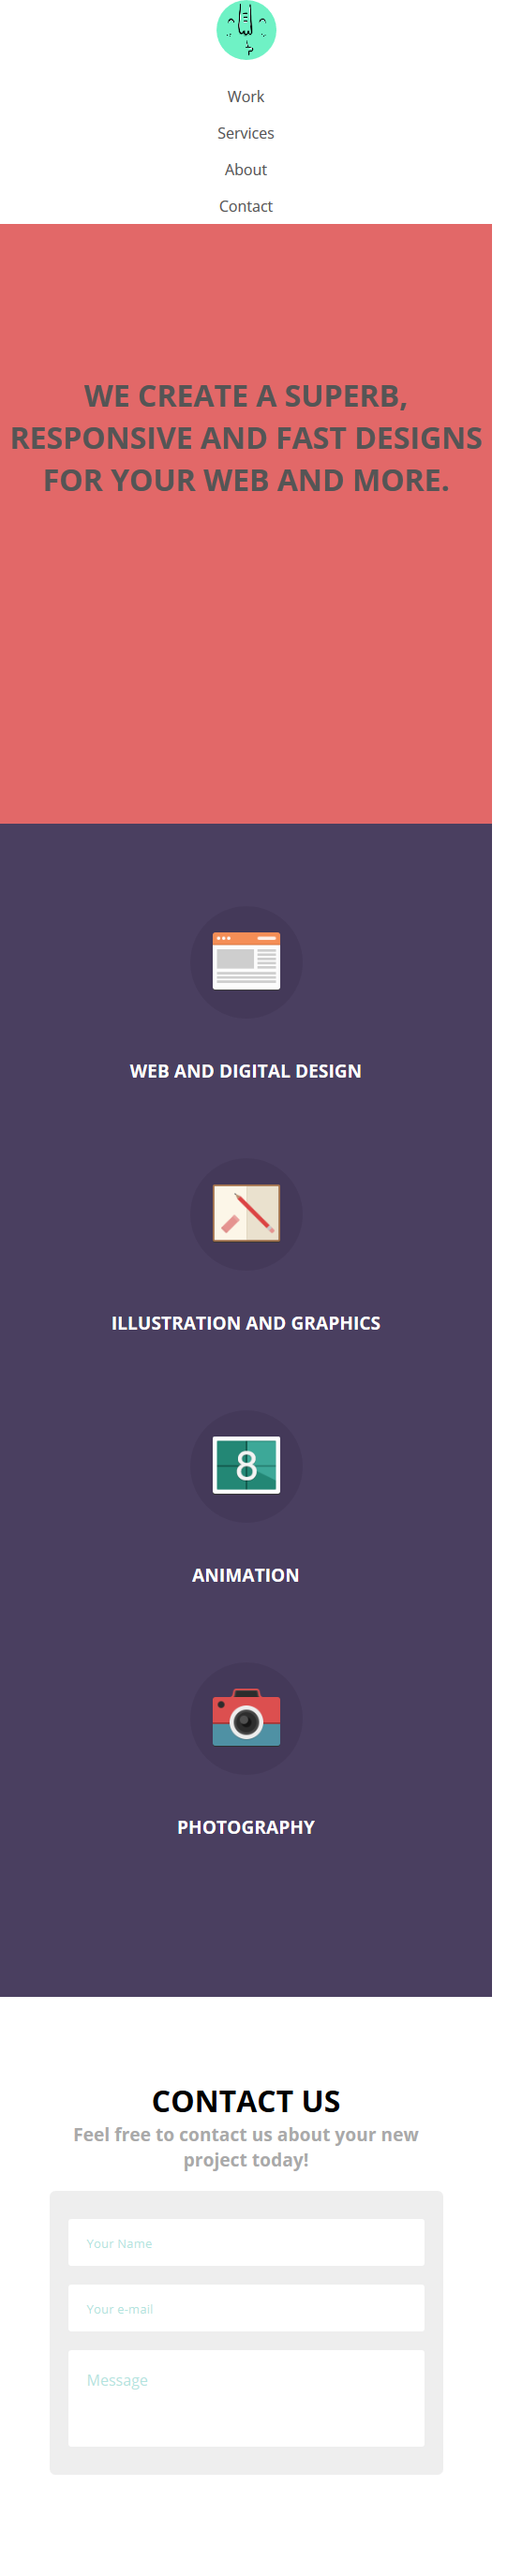 Work
Services
About
Contact
WE CREATE A SUPERB,
RESPONSIVE AND FAST DESIGNS
FOR YOUR WEB AND MORE.
WEB AND DIGITAL DESIGN
ILLUSTRATION AND GRAPHICS
8
ANIMATION
PHOTOGRAPHY
CONTACT US
Feel free to contact us about your new
project today!
Your Name
Your e-mail
Message